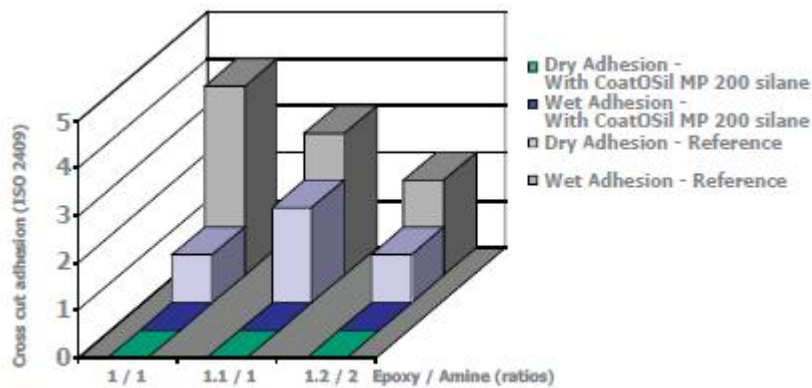 Cross cut adhesion (ISO 2409)
5
4
3
2
1
0
1 / 1
1.1 / 1
1.2 / 2
Epoxy / Amine (ratios)
Dry Adhesion -
With CoatOSil MP 200 silane
Wet Adhesion -
With CoatOSil MP 200 silane
Dry Adhesion - Reference
Wet Adhesion - Reference